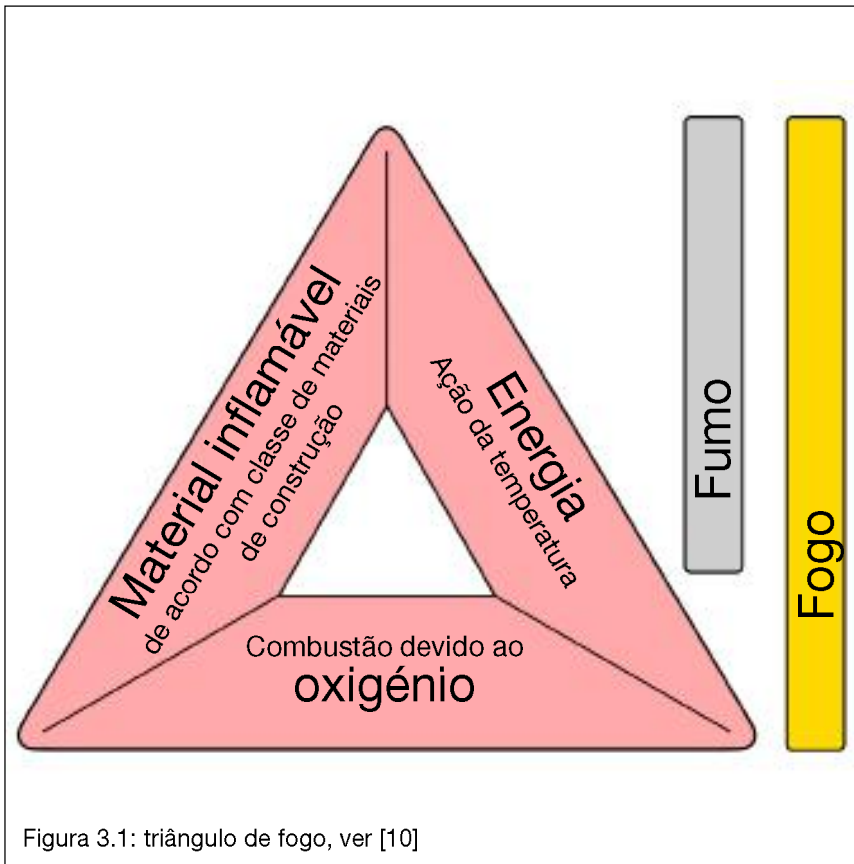 Material inflamável
de acordo com classe de materiais
de construção
Energia
Ação da temperatura
Combustão devido ao
oxigénio
Fumo
Fogo
Figura 3.1: triângulo de fogo, ver [10]